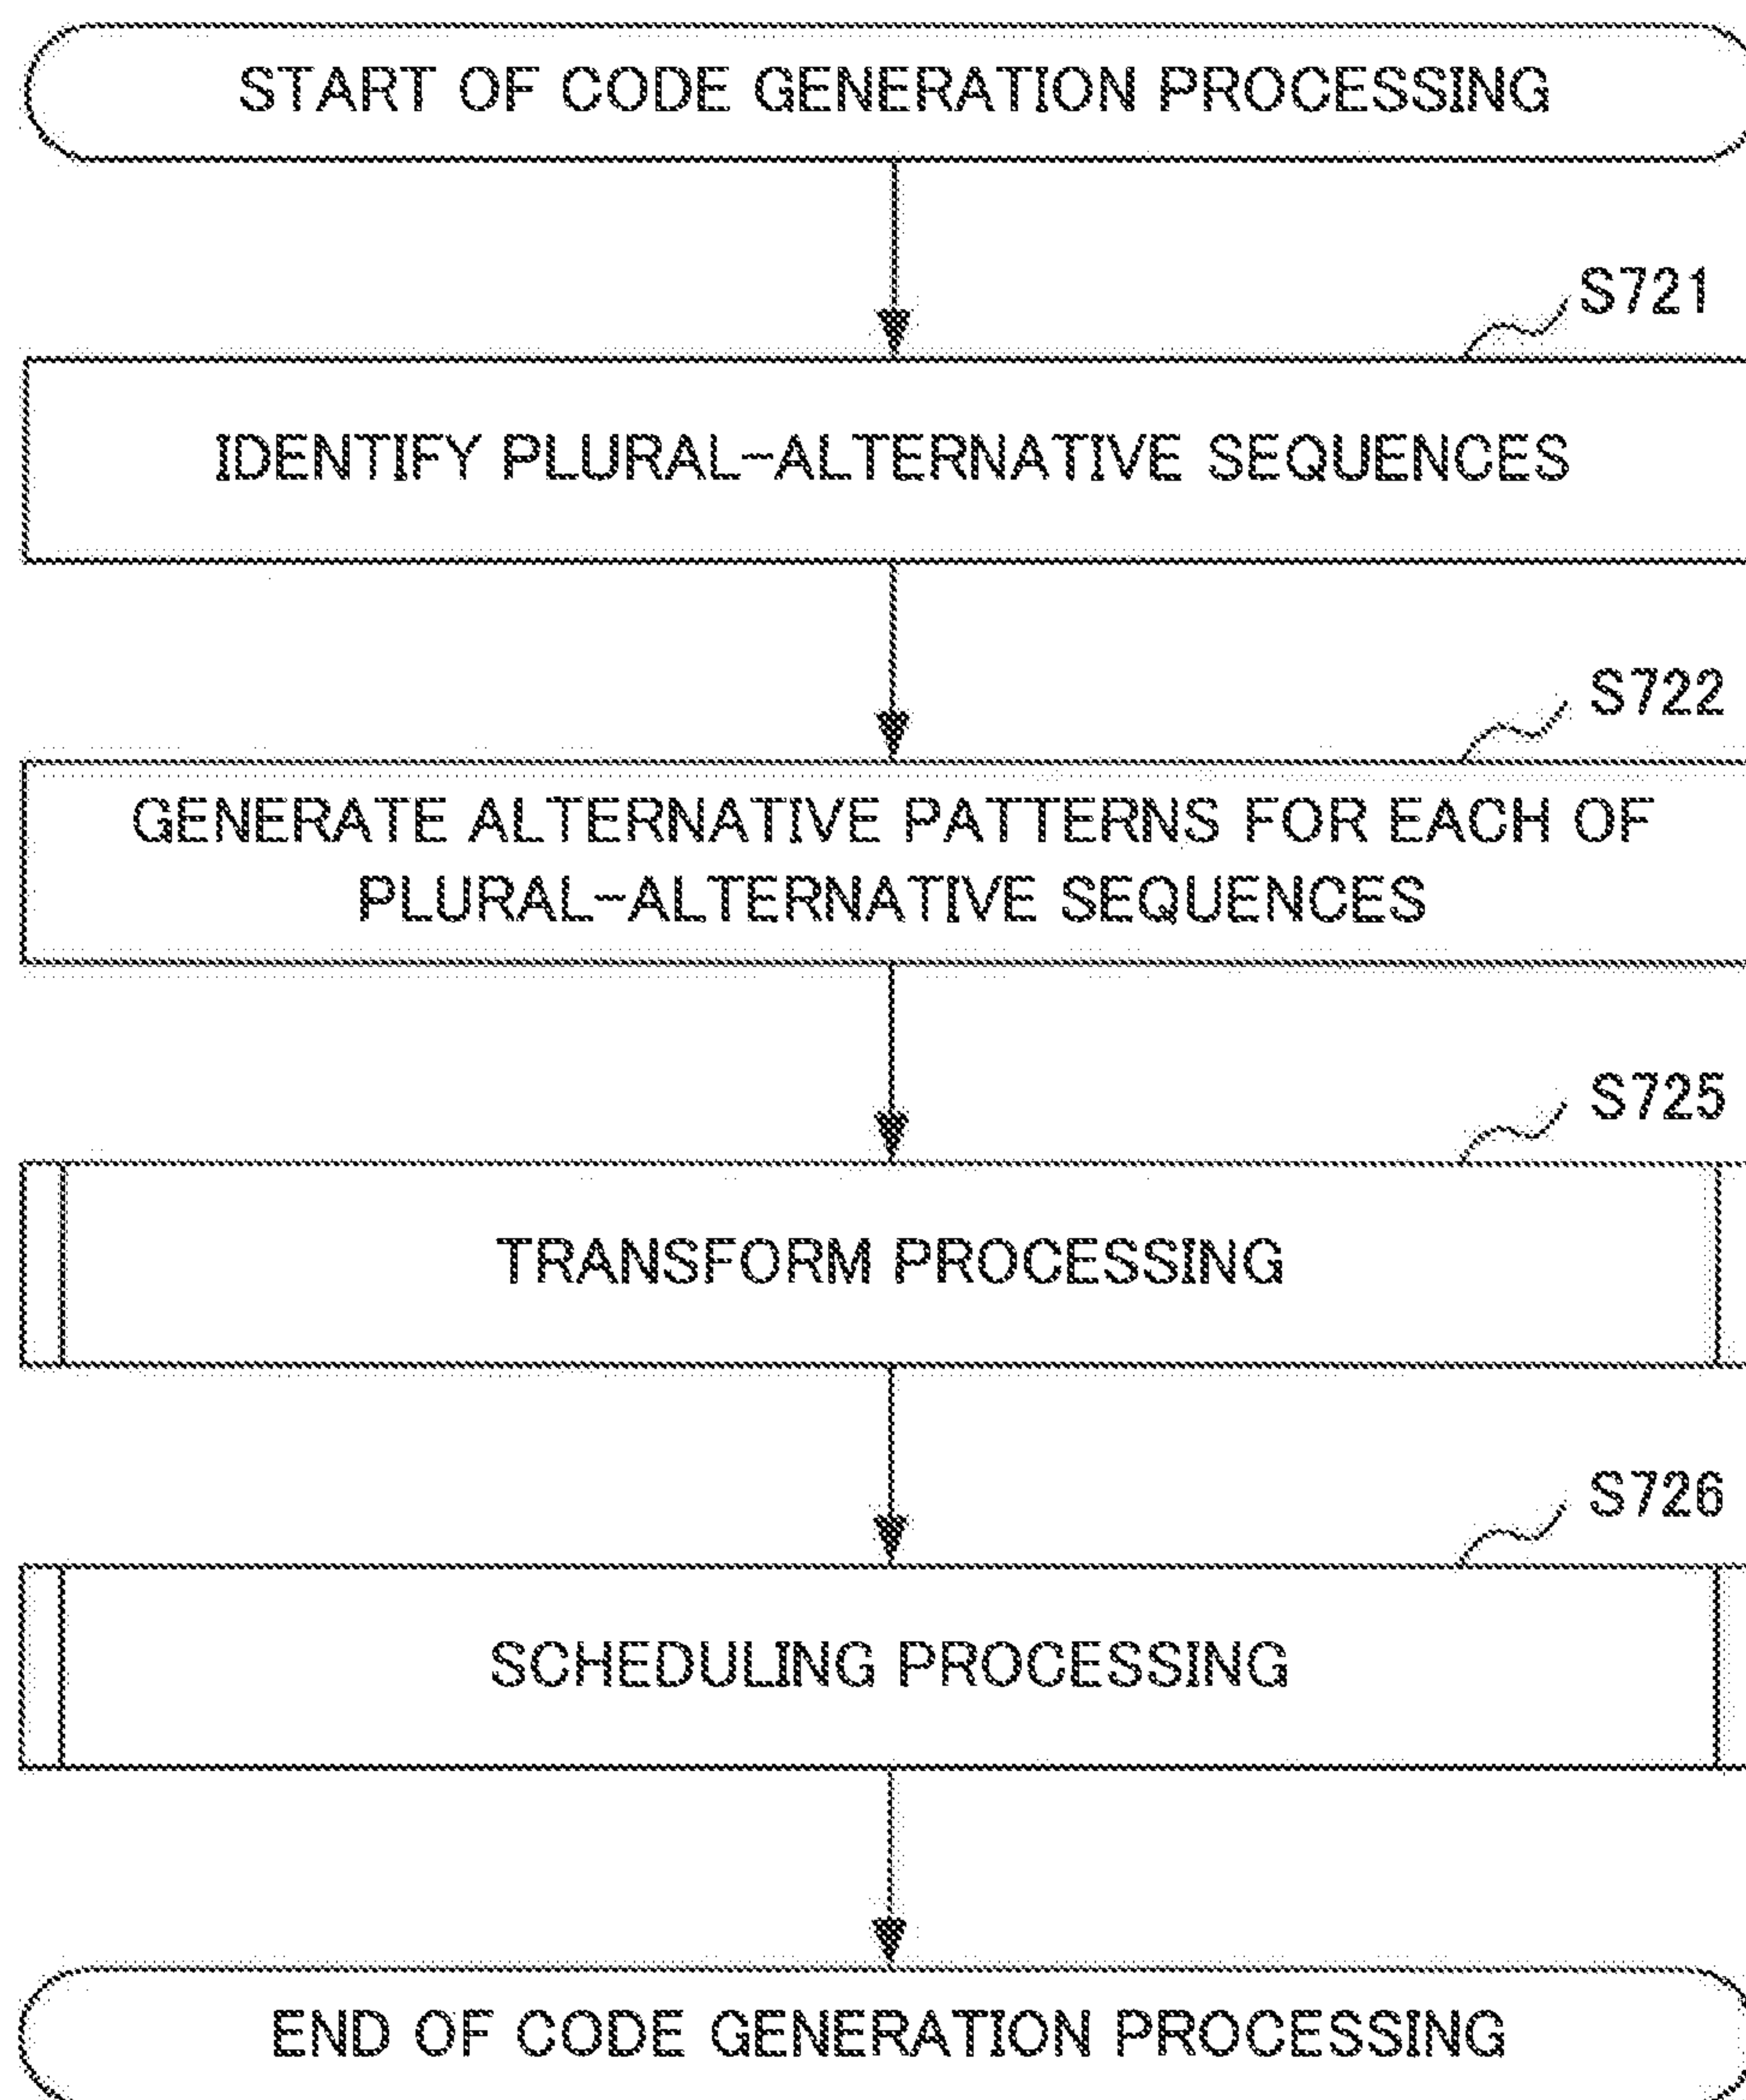 START OF CODE GENERATION PROCESSING
S721
IDENTIFY PLURAL-ALTERNATIVE SEQUENCES
S722
GENERATE ALTERNATIVE PATTERNS FOR EACH OF
PLURAL-ALTERNATIVE SEQUENCES
S725
TRANSFORM PROCESSING
S726
SCHEDULING PROCESSING
END OF CODE GENERATION PROCESSING